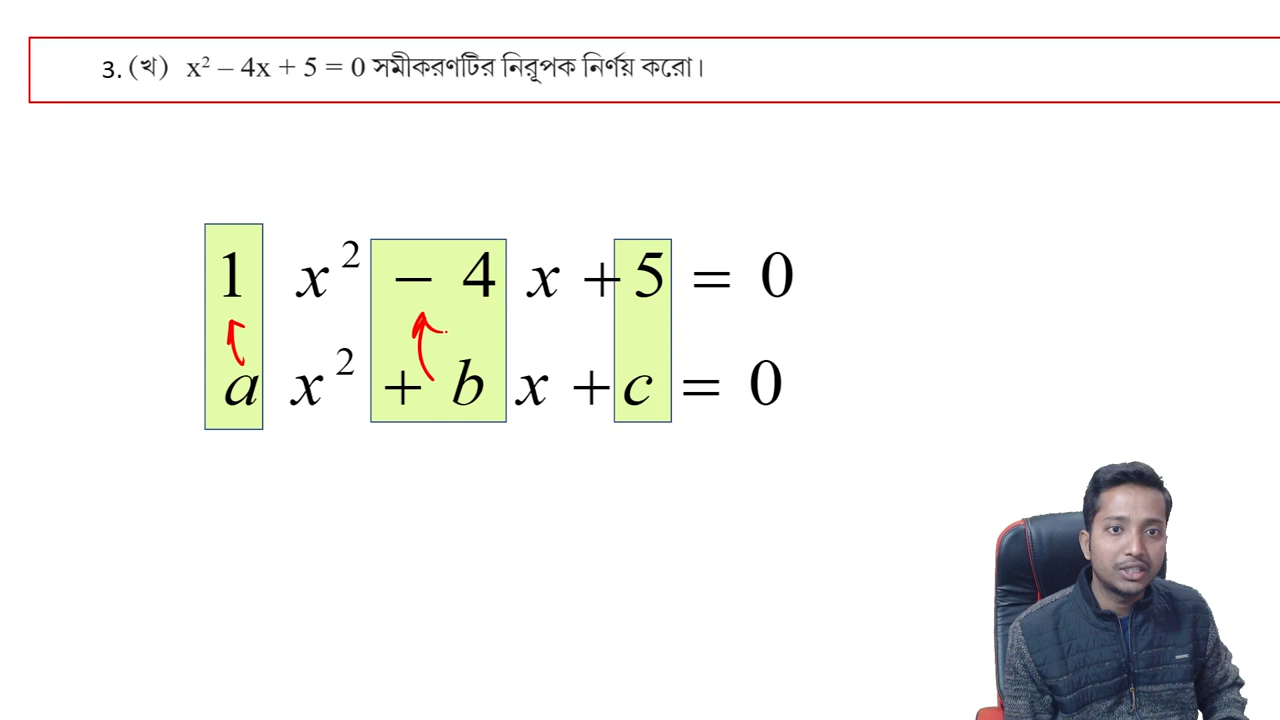 3. (খ) x² – 4x + 5 = 0 সমীকরণটির নিরূপক নির্ণয় করো।
1 x² − 4 x + 5 = 0
a x² + b x + c = 0